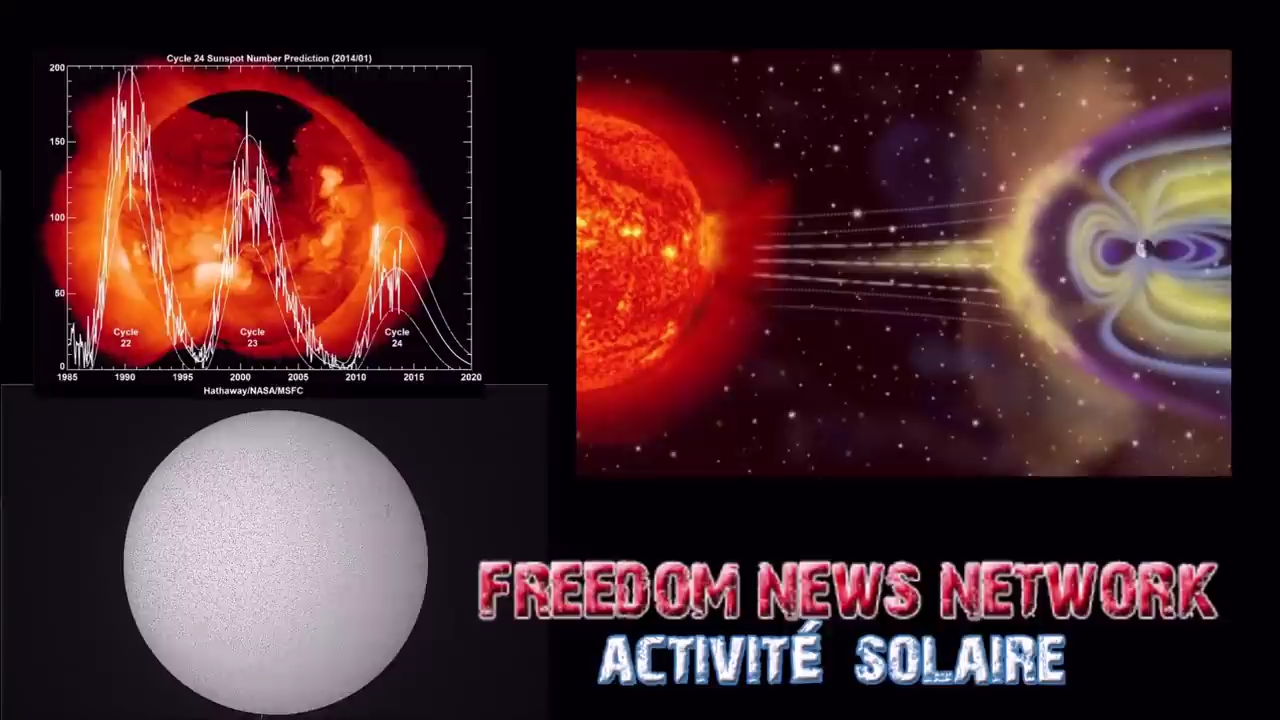 Cycle 24 Sunspot Number Prediction (2014/01)
200
150
100
50
0
Cycle 22
Cycle 23
Cycle 24
1985 1990 1995 2000 2005 2010 2015 2020
Hathaway/NASA/MSFC
FREEDOM NEWS NETWORK
ACTIVITÉ SOLAIRE